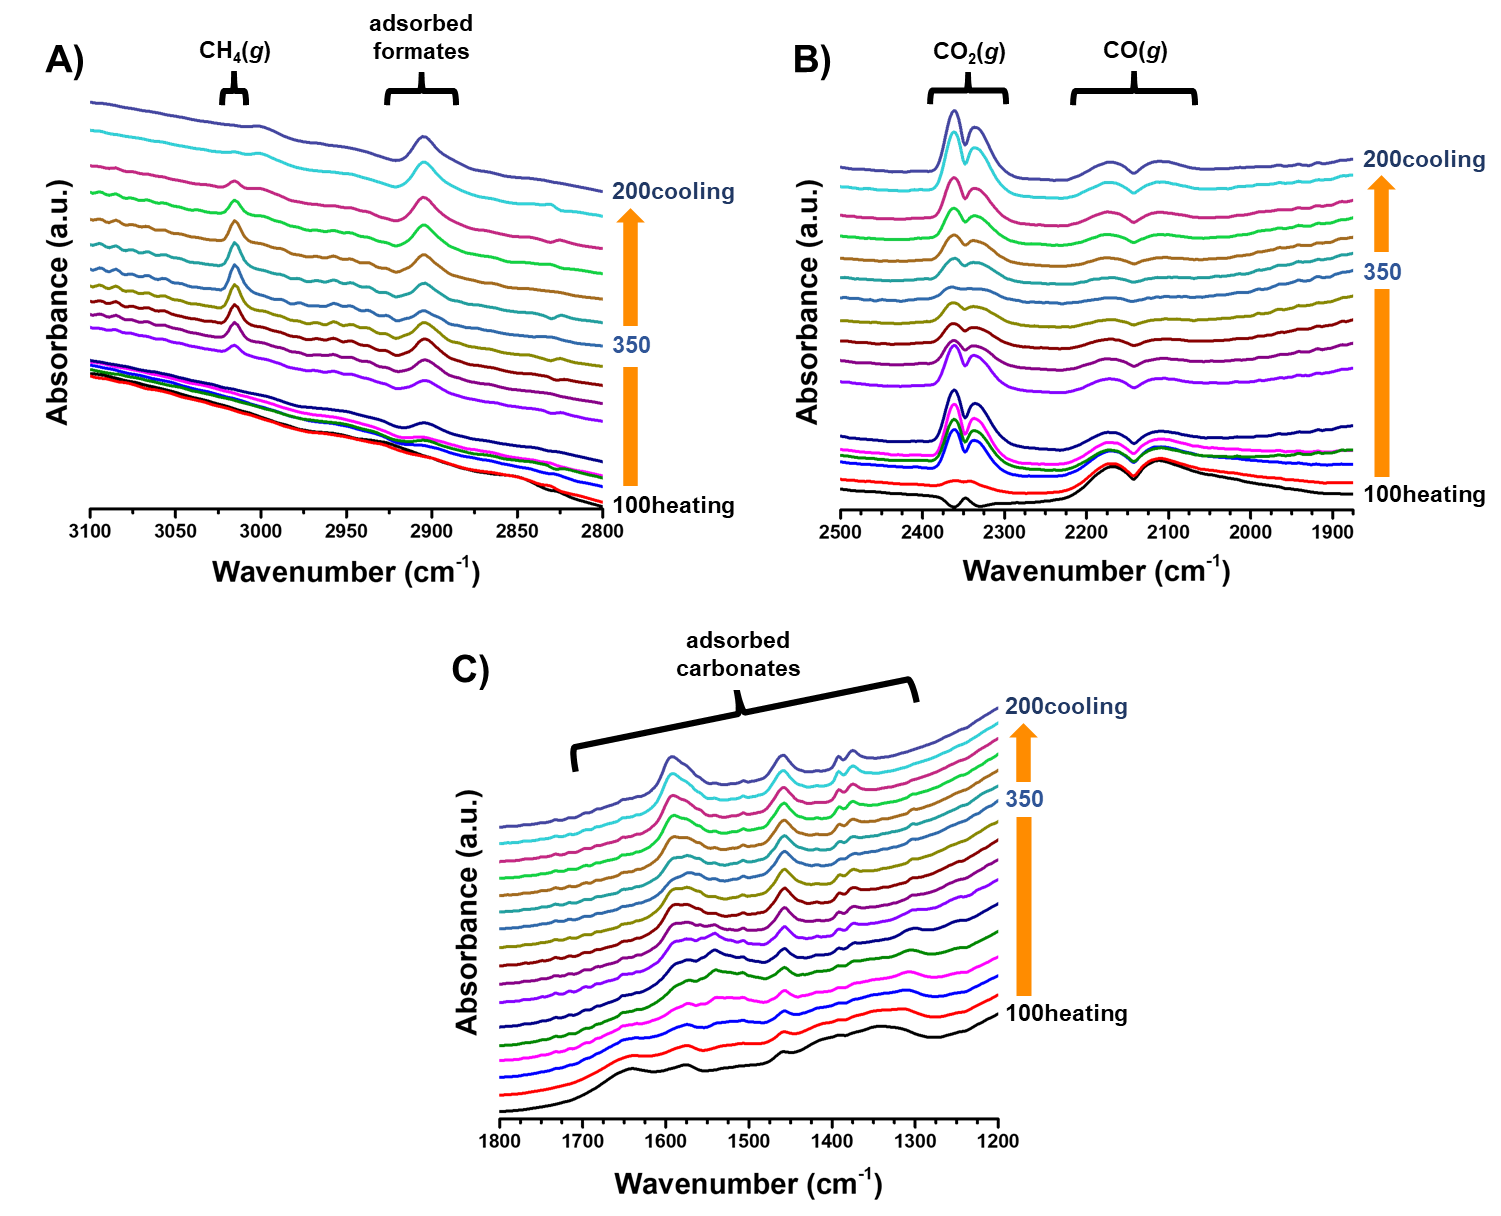 A)
CH₄(g)
adsorbed
formates
Absorbance (a.u.)
200cooling
350
100heating
3100 3050 3000 2950 2900 2850 2800
Wavenumber (cm⁻¹)
B)
CO₂(g)
CO(g)
Absorbance (a.u.)
200cooling
350
100heating
2500 2400 2300 2200 2100 2000 1900
Wavenumber (cm⁻¹)
C)
adsorbed
carbonates
Absorbance (a.u.)
200cooling
350
100heating
1800 1700 1600 1500 1400 1300 1200
Wavenumber (cm⁻¹)